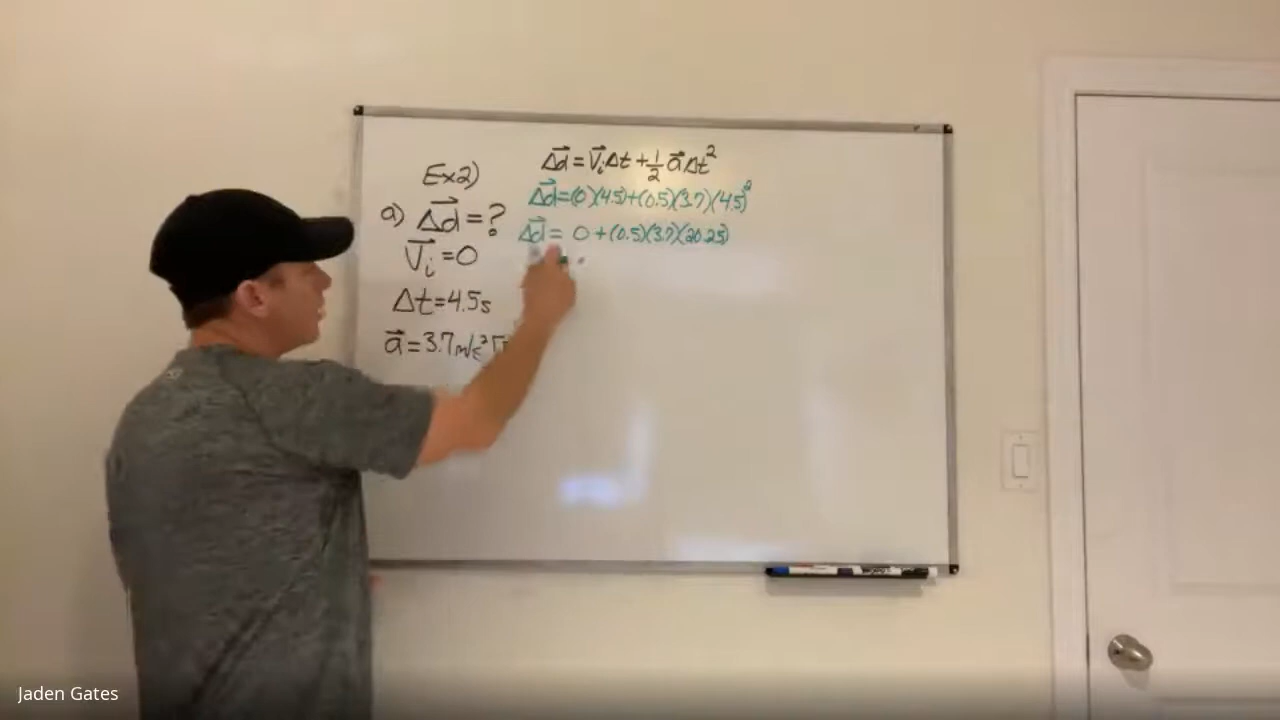 Ex2)
a) Δd⃗ = ?
V⃗ᵢ = 0
Δt = 4.5s
a⃗ = 3.7 m/s²
Δd⃗ = V⃗ᵢΔt + ½ a⃗Δt²
Δd⃗ = (0)(4.5) + (0.5)(3.7)(4.5)²
Δd⃗ = 0 + (0.5)(3.7)(20.25)
Jaden Gates